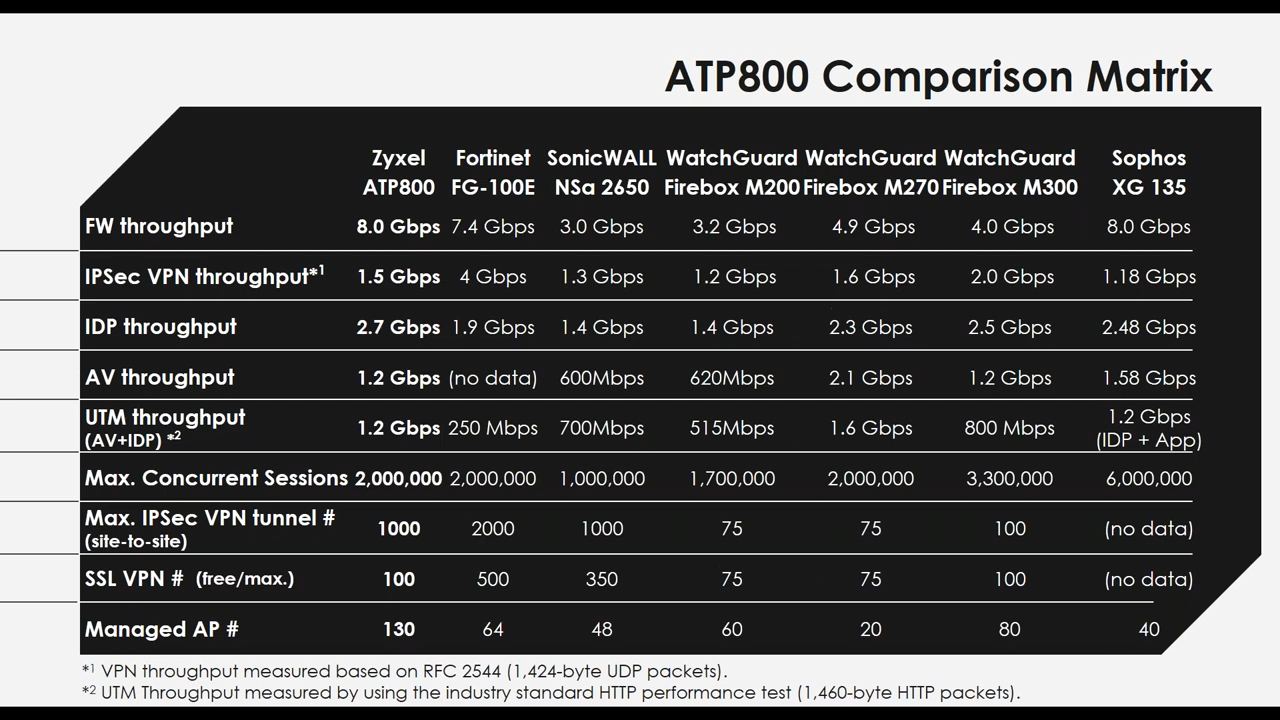 ATP800 Comparison Matrix
Zyxel Fortinet SonicWALL WatchGuard WatchGuard WatchGuard Sophos
ATP800 FG-100E NSa 2650 Firebox M200 Firebox M270 Firebox M300 XG 135
FW throughput 8.0 Gbps 7.4 Gbps 3.0 Gbps 3.2 Gbps 4.9 Gbps 4.0 Gbps 8.0 Gbps
IPSec VPN throughput*1 1.5 Gbps 4 Gbps 1.3 Gbps 1.2 Gbps 1.6 Gbps 2.0 Gbps 1.18 Gbps
IDP throughput 2.7 Gbps 1.9 Gbps 1.4 Gbps 1.4 Gbps 2.3 Gbps 2.5 Gbps 2.48 Gbps
AV throughput 1.2 Gbps (no data) 600Mbps 620Mbps 2.1 Gbps 1.2 Gbps 1.58 Gbps
UTM throughput 1.2 Gbps 250 Mbps 700Mbps 515Mbps 1.6 Gbps 800 Mbps 1.2 Gbps
(AV+IDP) *2 (IDP + App)
Max. Concurrent Sessions 2,000,000 2,000,000 1,000,000 1,700,000 2,000,000 3,300,000 6,000,000
Max. IPSec VPN tunnel # 1000 2000 1000 75 75 100 (no data)
(site-to-site)
SSL VPN # (free/max.) 100 500 350 75 75 100 (no data)
Managed AP # 130 64 48 60 20 80 40
*1 VPN throughput measured based on RFC 2544 (1,424-byte UDP packets).
*2 UTM Throughput measured by using the industry standard HTTP performance test (1,460-byte HTTP packets).